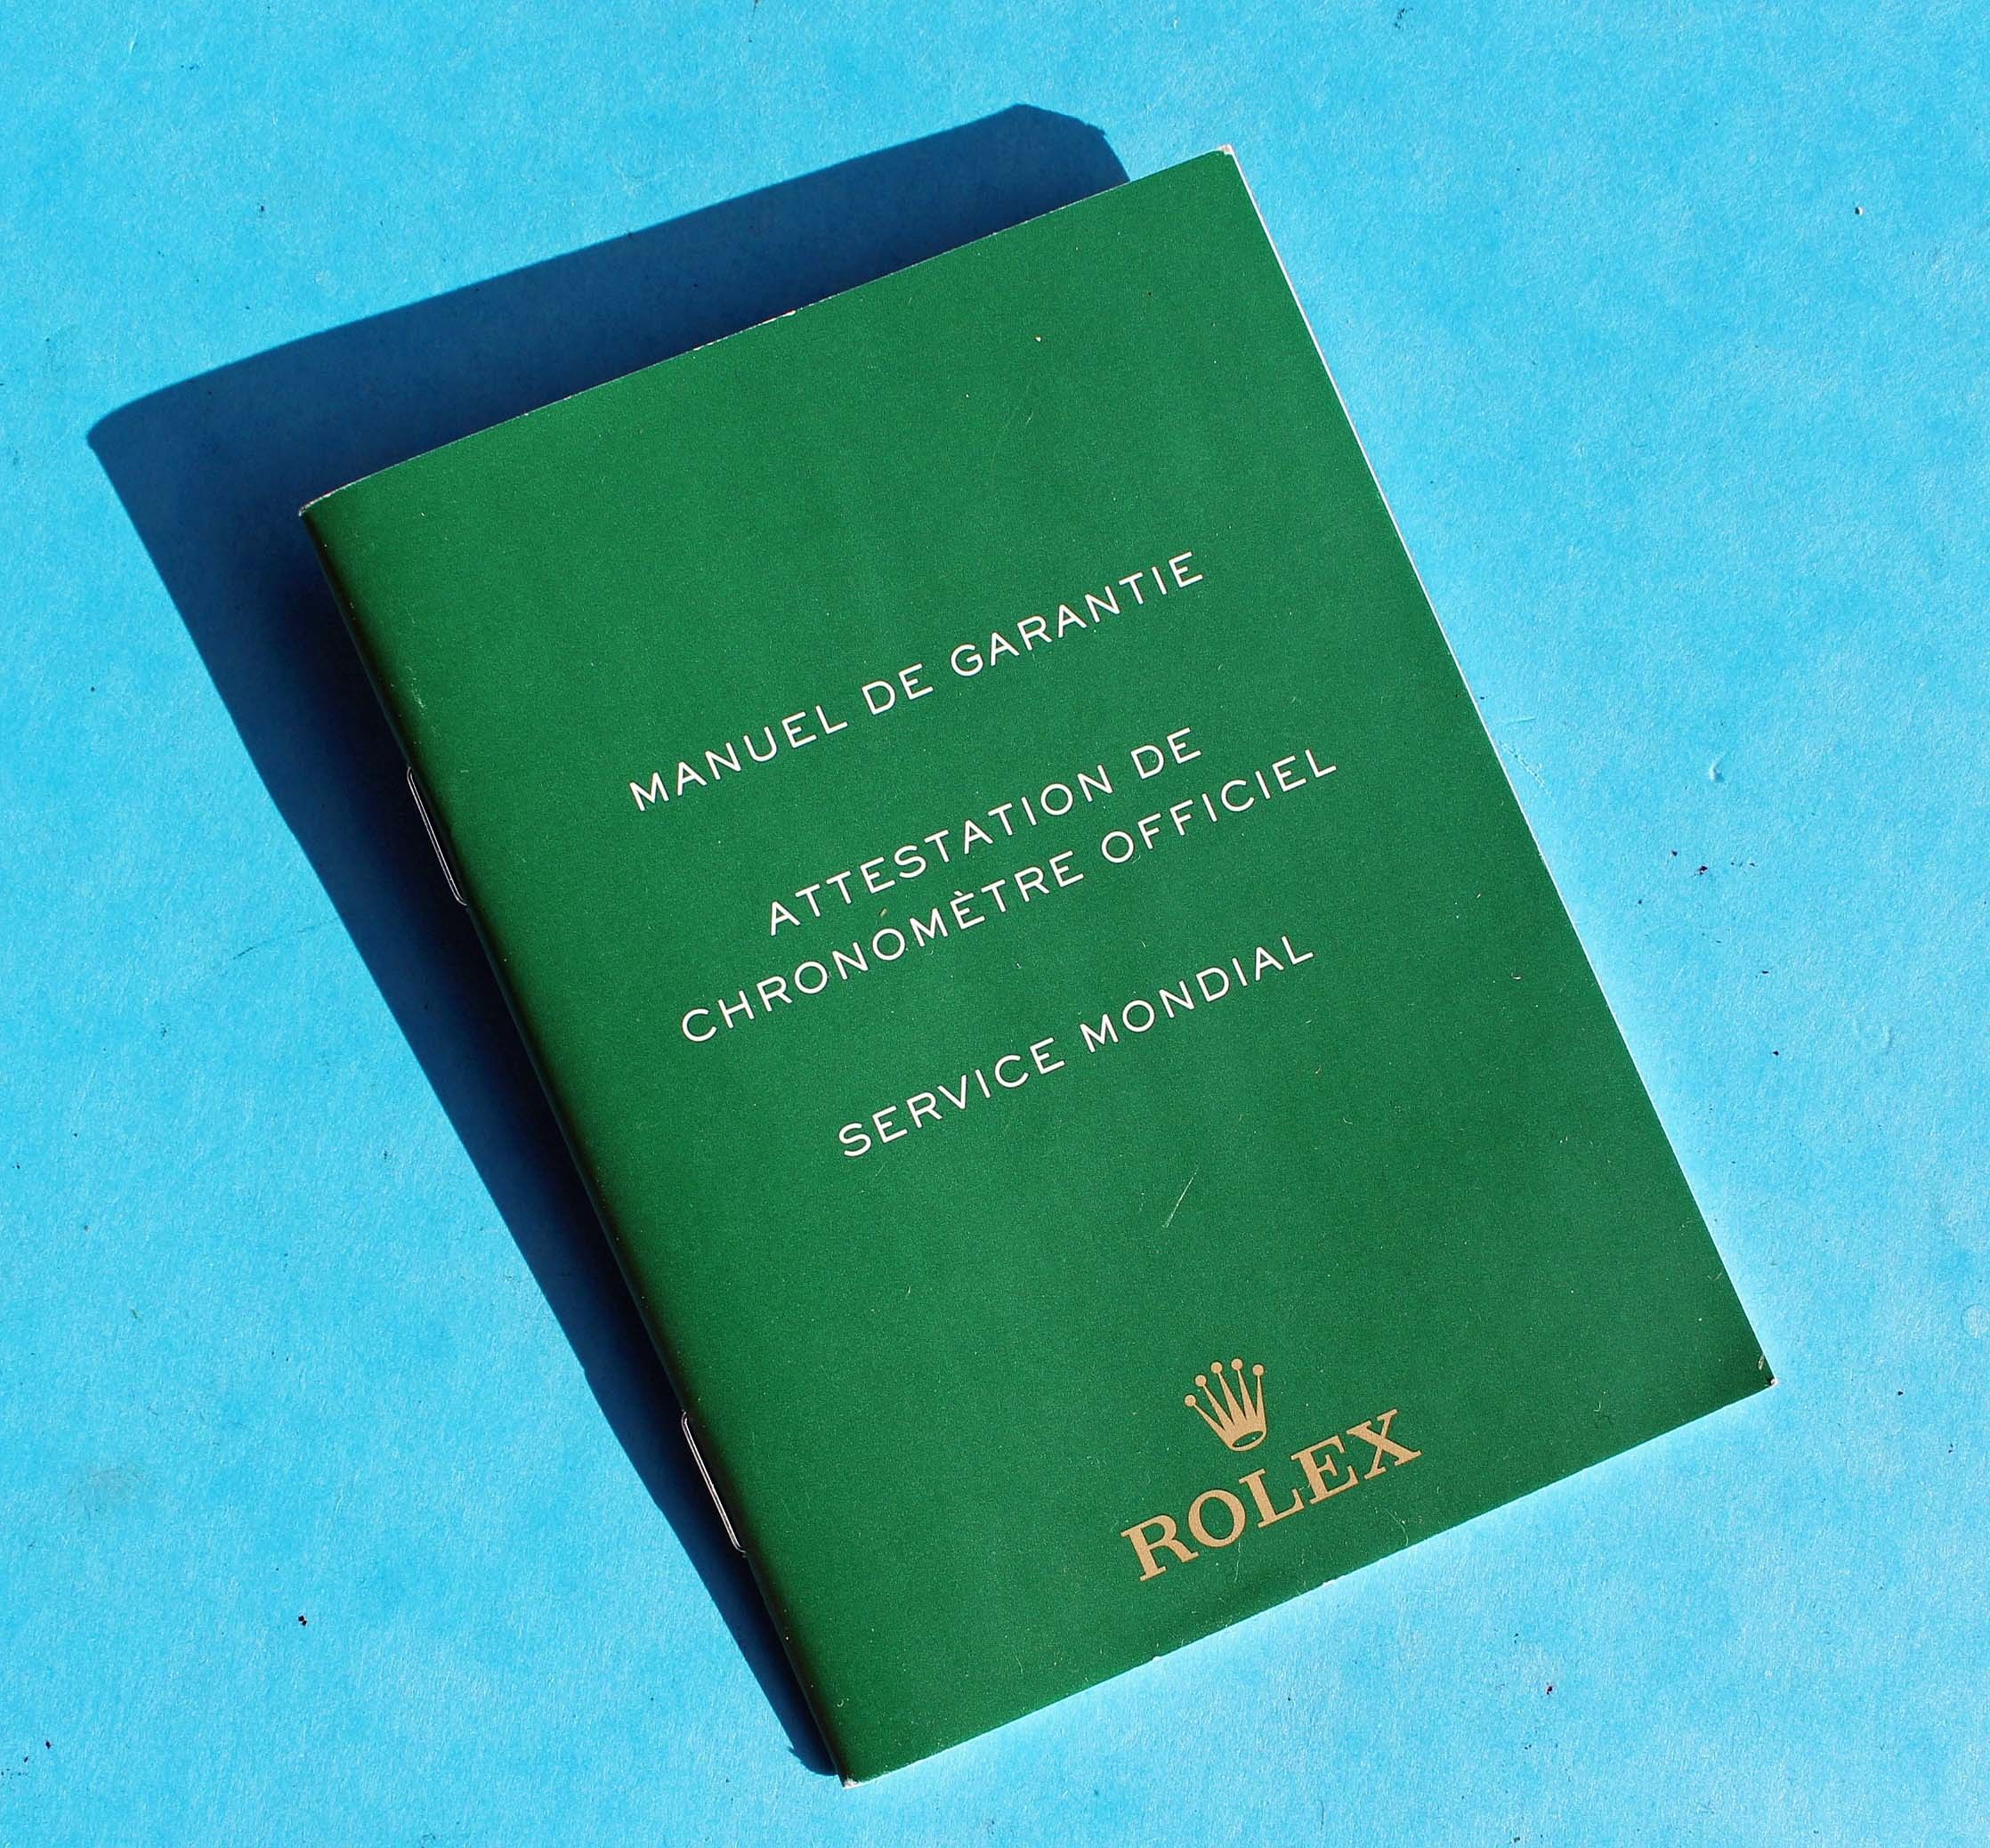 MANUEL DE GARANTIE
ATTESTATION DE
CHRONOMÈTRE OFFICIEL
SERVICE MONDIAL
ROLEX